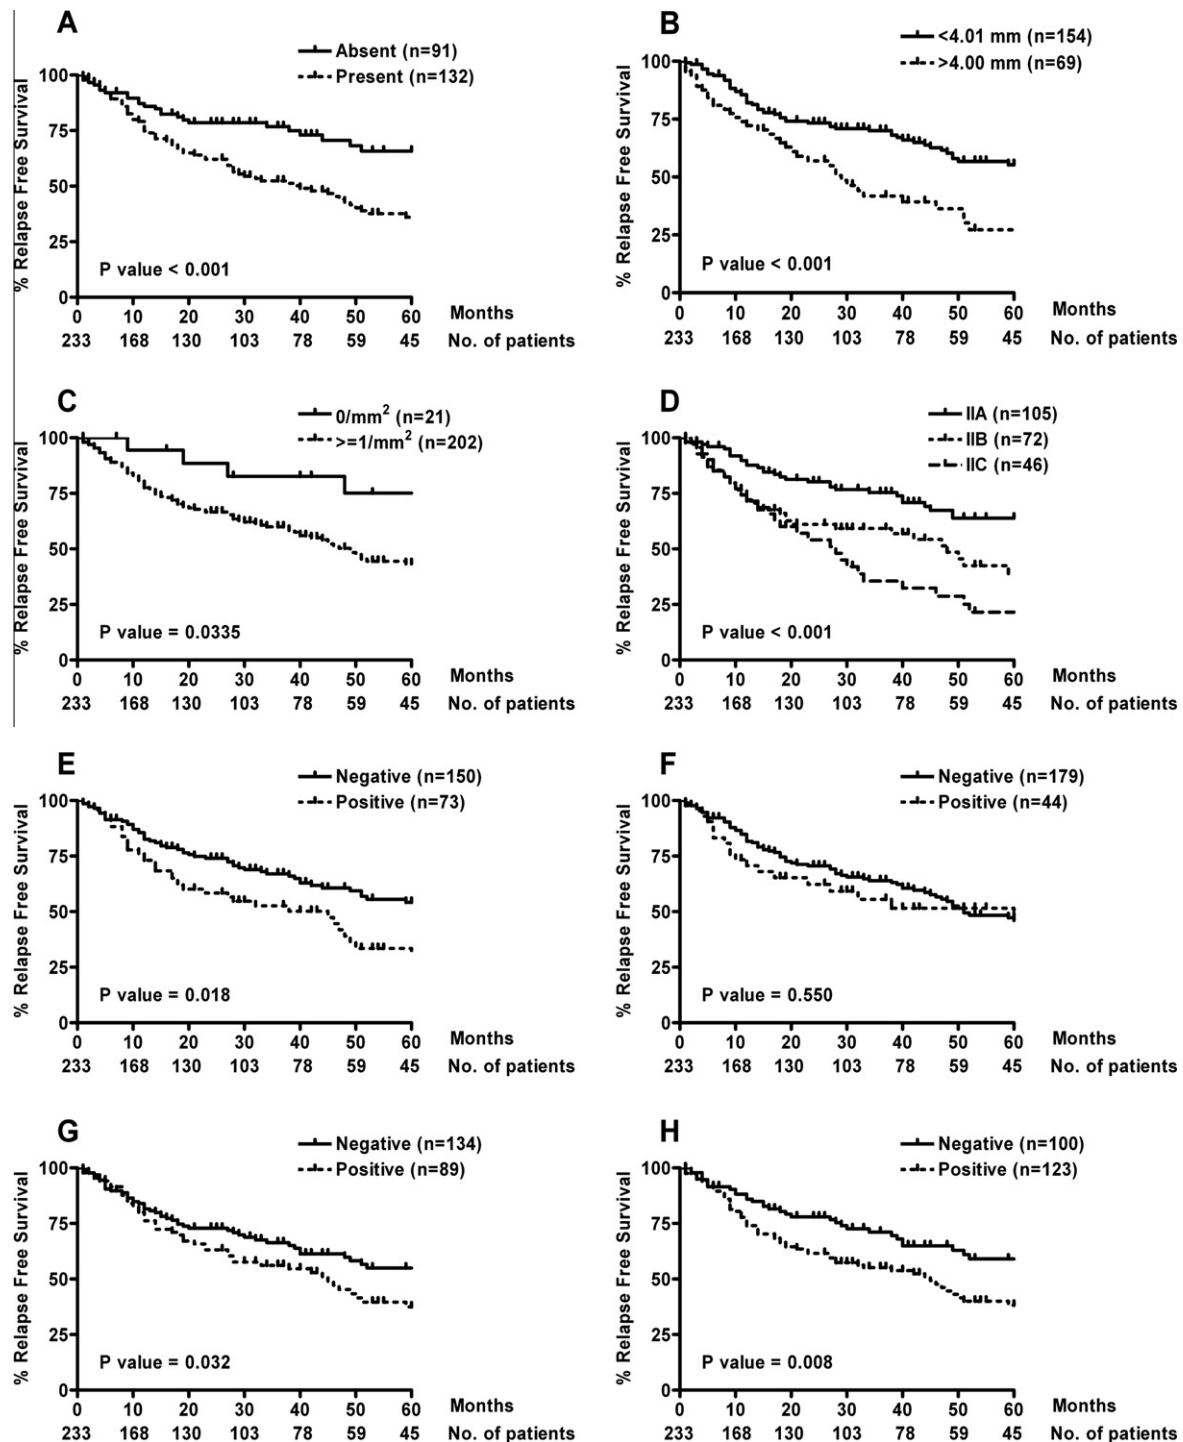 A
Absent (n=91)
Present (n=132)
% Relapse Free Survival
100
75
50
25
0
P value < 0.001
0 10 20 30 40 50 60 Months
233 168 130 103 78 59 45 No. of patients
B
<4.01 mm (n=154)
>4.00 mm (n=69)
% Relapse Free Survival
100
75
50
25
0
P value < 0.001
0 10 20 30 40 50 60 Months
233 168 130 103 78 59 45 No. of patients
C
0/mm² (n=21)
>=1/mm² (n=202)
% Relapse Free Survival
100
75
50
25
0
P value = 0.0335
0 10 20 30 40 50 60 Months
233 168 130 103 78 59 45 No. of patients
D
IIA (n=105)
IIB (n=72)
IIC (n=46)
% Relapse Free Survival
100
75
50
25
0
P value < 0.001
0 10 20 30 40 50 60 Months
233 168 130 103 78 59 45 No. of patients
E
Negative (n=150)
Positive (n=73)
% Relapse Free Survival
100
75
50
25
0
P value = 0.018
0 10 20 30 40 50 60 Months
233 168 130 103 78 59 45 No. of patients
F
Negative (n=179)
Positive (n=44)
% Relapse Free Survival
100
75
50
25
0
P value = 0.550
0 10 20 30 40 50 60 Months
233 168 130 103 78 59 45 No. of patients
G
Negative (n=134)
Positive (n=89)
% Relapse Free Survival
100
75
50
25
0
P value = 0.032
0 10 20 30 40 50 60 Months
233 168 130 103 78 59 45 No. of patients
H
Negative (n=100)
Positive (n=123)
% Relapse Free Survival
100
75
50
25
0
P value = 0.008
0 10 20 30 40 50 60 Months
233 168 130 103 78 59 45 No. of patients